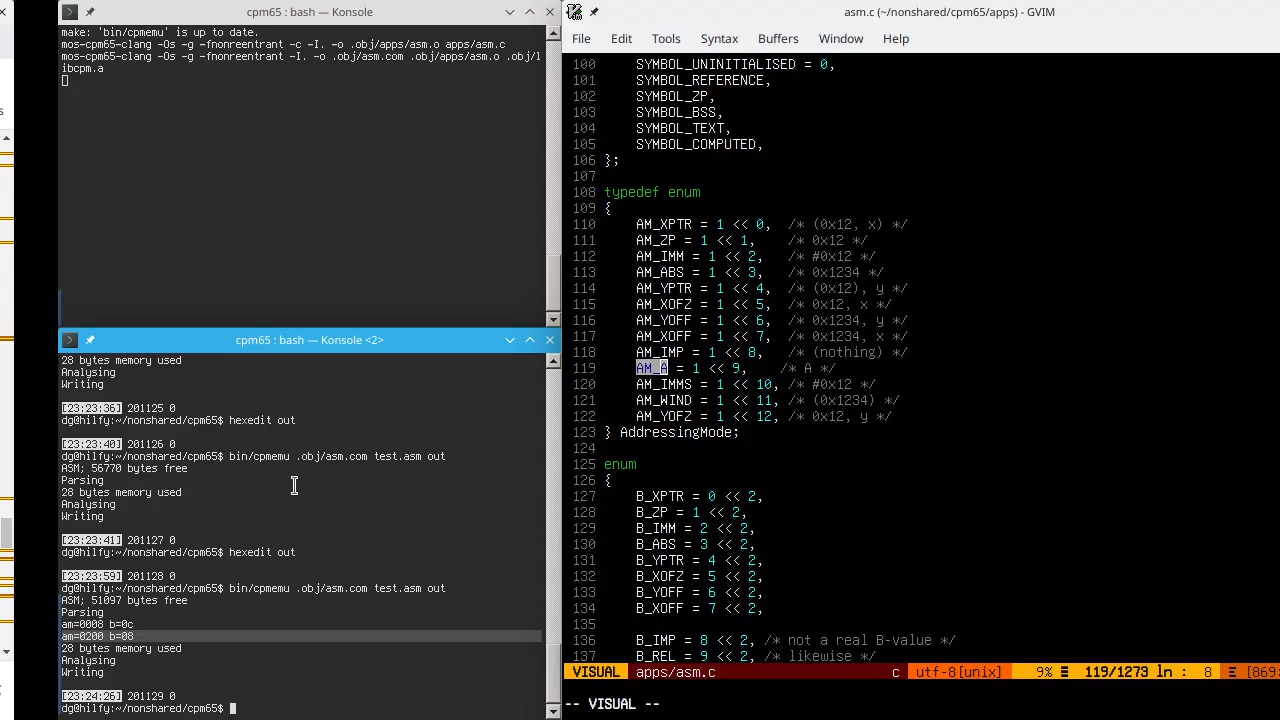 cpm65 : bash — Konsole
make: 'bin/cpmemu' is up to date.
mos-cpm65-clang -Os -g -fnonreentrant -c -I. -o .obj/apps/asm.o apps/asm.c
mos-cpm65-clang -Os -g -fnonreentrant -I. -o .obj/asm.com .obj/apps/asm.o .obj/l
ibcpm.a
cpm65 : bash — Konsole <2>
28 bytes memory used
Analysing
Writing
[23:23:36] 201125 0
dg@hilfy:~/nonshared/cpm65$ hexedit out
[23:23:40] 201126 0
dg@hilfy:~/nonshared/cpm65$ bin/cpmemu .obj/asm.com test.asm out
ASM; 56770 bytes free
Parsing
28 bytes memory used
Analysing
Writing
[23:23:41] 201127 0
dg@hilfy:~/nonshared/cpm65$ hexedit out
[23:23:59] 201128 0
dg@hilfy:~/nonshared/cpm65$ bin/cpmemu .obj/asm.com test.asm out
ASM; 51097 bytes free
Parsing
am=0008 b=0c
am=0200 b=08
28 bytes memory used
Analysing
Writing
[23:24:26] 201129 0
dg@hilfy:~/nonshared/cpm65$
asm.c (~/nonshared/cpm65/apps) - GVIM
File Edit Tools Syntax Buffers Window Help
100 SYMBOL_UNINITIALISED = 0,
101 SYMBOL_REFERENCE,
102 SYMBOL_ZP,
103 SYMBOL_BSS,
104 SYMBOL_TEXT,
105 SYMBOL_COMPUTED,
106 };
107
108 typedef enum
109 {
110 AM_XPTR = 1 << 0, /* (0x12, x) */
111 AM_ZP = 1 << 1, /* 0x12 */
112 AM_IMM = 1 << 2, /* #0x12 */
113 AM_ABS = 1 << 3, /* 0x1234 */
114 AM_YPTR = 1 << 4, /* (0x12), y */
115 AM_XOFZ = 1 << 5, /* 0x12, x */
116 AM_YOFF = 1 << 6, /* 0x1234, y */
117 AM_XOFF = 1 << 7, /* 0x1234, x */
118 AM_IMP = 1 << 8, /* (nothing) */
119 AM_A = 1 << 9, /* A */
120 AM_IMMS = 1 << 10, /* #0x12 */
121 AM_WIND = 1 << 11, /* (0x1234) */
122 AM_YOFZ = 1 << 12, /* 0x12, y */
123 } AddressingMode;
124
125 enum
126 {
127 B_XPTR = 0 << 2,
128 B_ZP = 1 << 2,
129 B_IMM = 2 << 2,
130 B_ABS = 3 << 2,
131 B_YPTR = 4 << 2,
132 B_XOFZ = 5 << 2,
133 B_YOFF = 6 << 2,
134 B_XOFF = 7 << 2,
135
136 B_IMP = 8 << 2, /* not a real B-value */
137 B_REL = 9 << 2, /* likewise */
VISUAL apps/asm.c c utf-8[unix] 9% ☰ 119/1273 ln : 8 Ξ [869:
-- VISUAL --